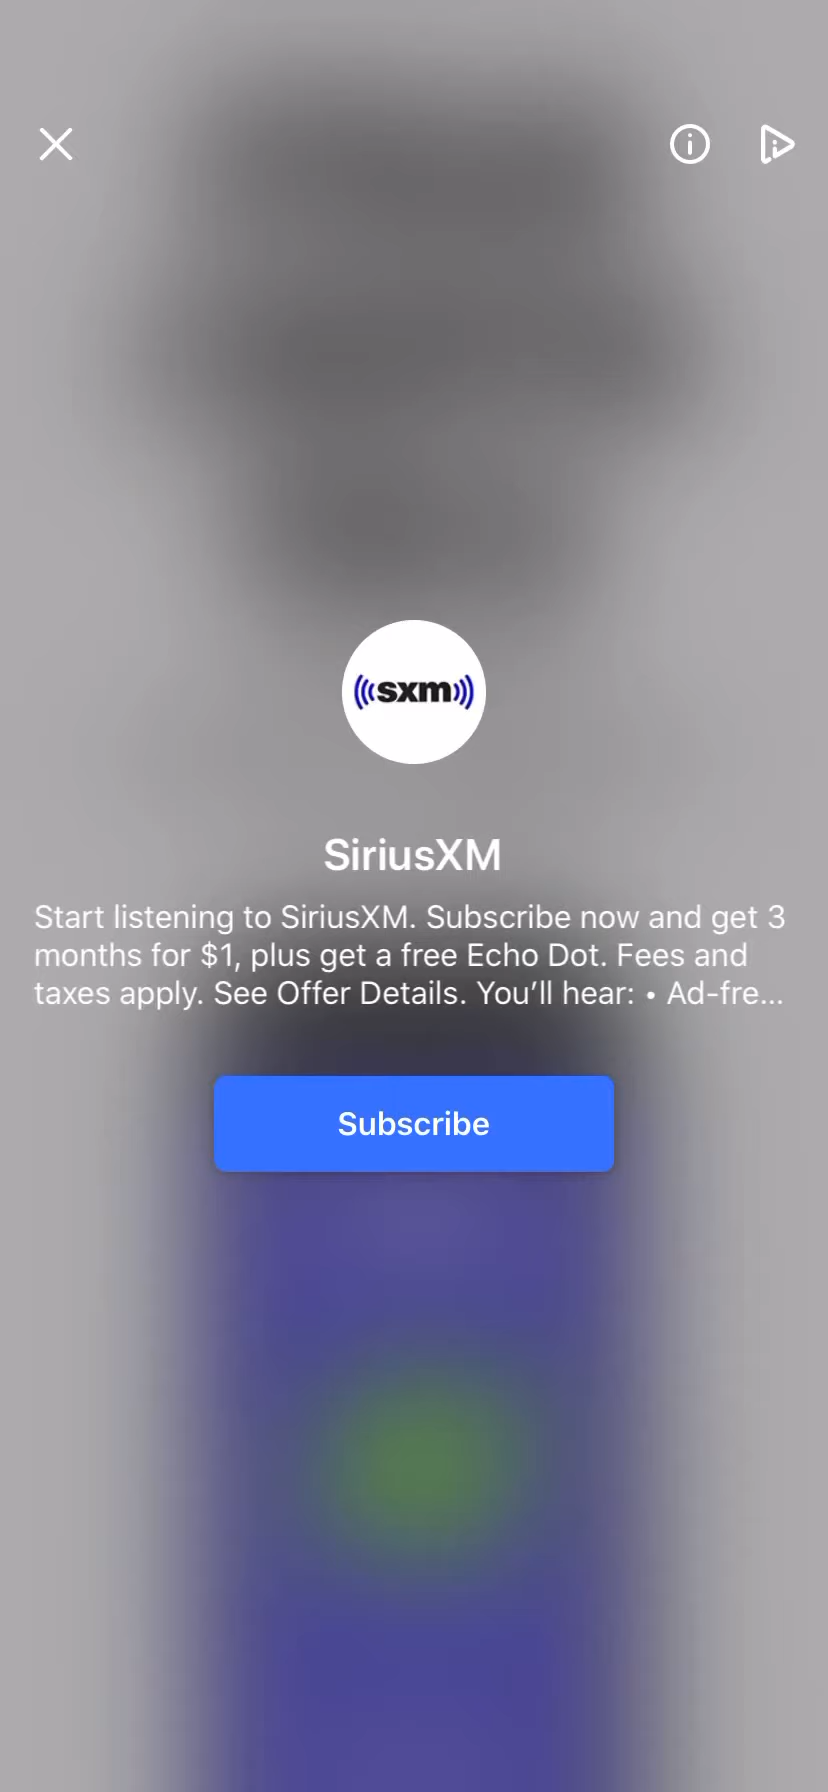 sxm
SiriusXM
Start listening to SiriusXM. Subscribe now and get 3
months for $1, plus get a free Echo Dot. Fees and
taxes apply. See Offer Details. You’ll hear: • Ad-fre...
Subscribe